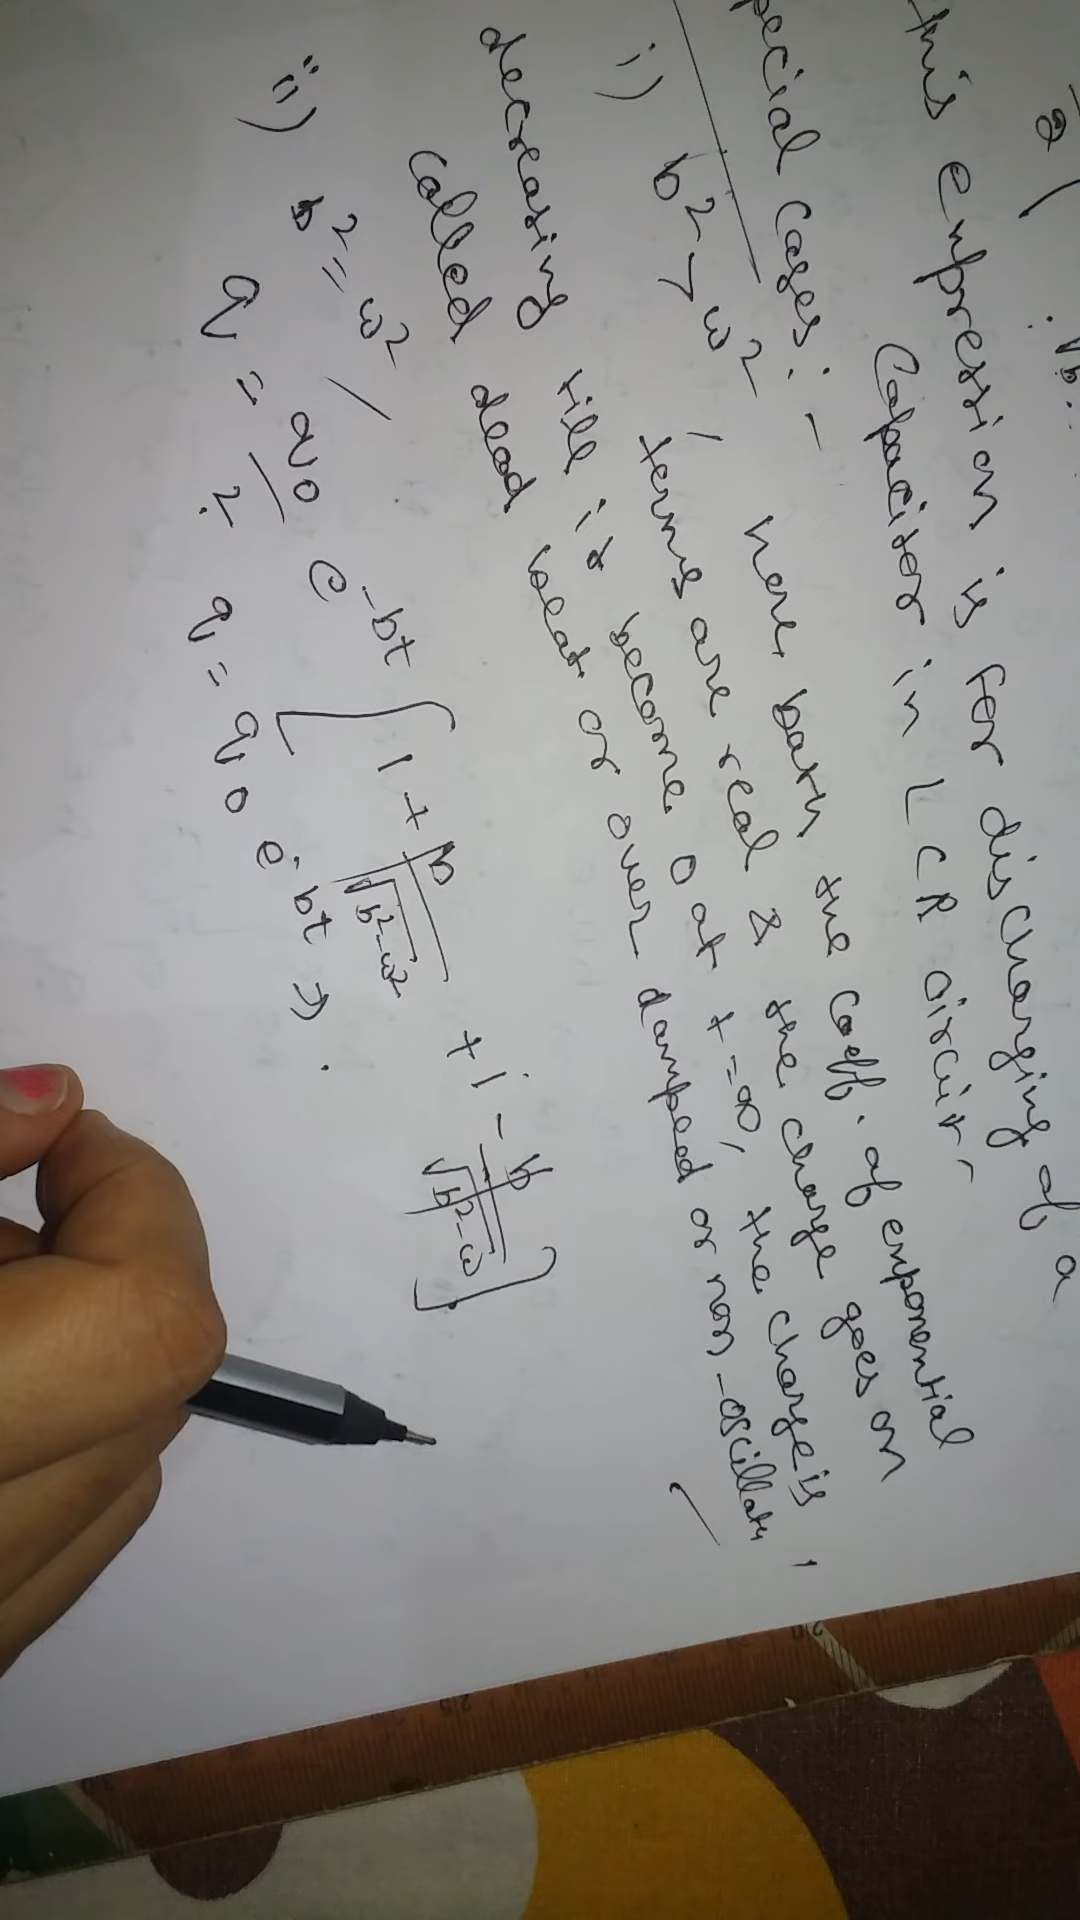 2
this expression is for discharging of a
Capacitor in LCR circuit,
pecial Cases: -
i) b² > ω² , here both the coeff. of exponential
terms are real & the charge goes on
decreasing till it become 0 at t=∞, the charge is
called dead beat or over damped or non-oscillatory
ii) b² = ω² /
q = q₀/2 e^-bt [ 1 + b/√b²-ω² + 1 - b/√b²-ω ]
q = q₀ e^-bt →